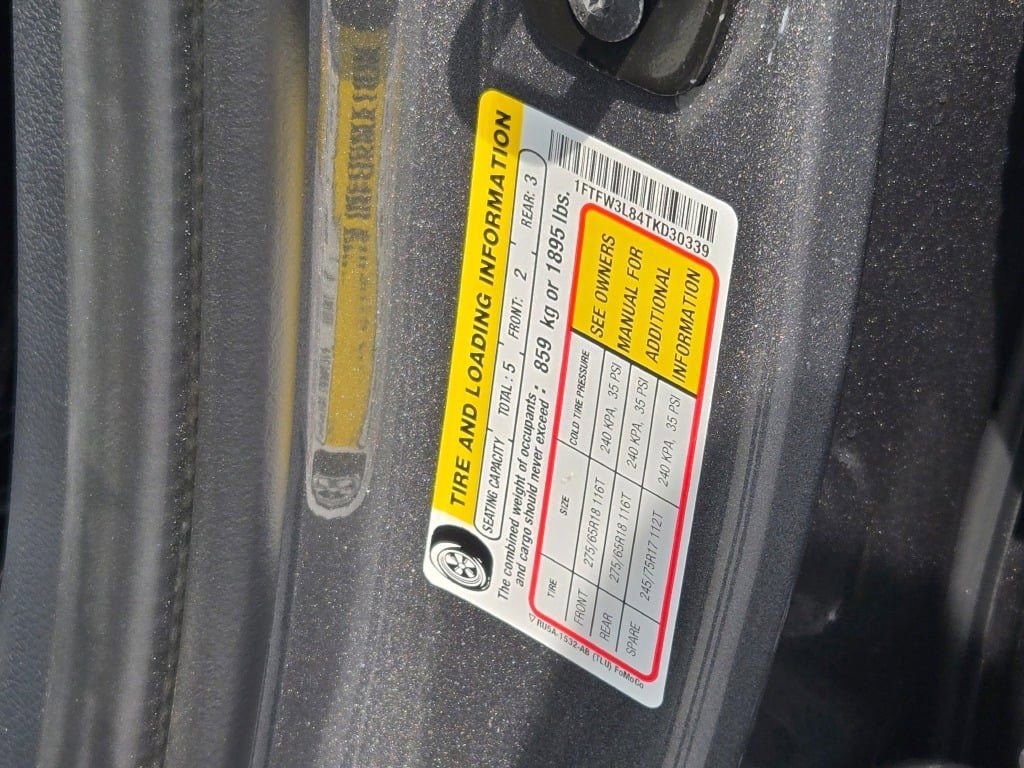 TIRE AND LOADING INFORMATION
SEATING CAPACITY TOTAL: 5 FRONT: 2 REAR: 3
The combined weight of occupants and cargo should never exceed : 859 kg or 1895 lbs.
TIRE SIZE COLD TIRE PRESSURE
FRONT 275/65R18 116T 240 KPA, 35 PSI
REAR 275/65R18 116T 240 KPA, 35 PSI
SPARE 245/75R17 112T 240 KPA, 35 PSI
SEE OWNERS
MANUAL FOR
ADDITIONAL
INFORMATION
1FTFW3L84TKD30339
RU5A-1532-AB (TLU) FoMoCo